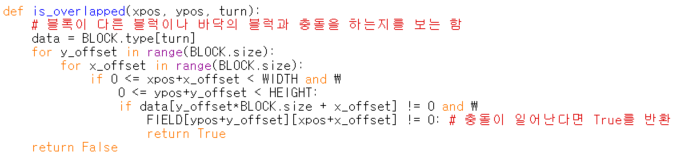 def is_overlapped(xpos, ypos, turn):
    # 블록이 다른 블럭이나 바닥의 블럭과 충돌을 하는지를 보는 함
    data = BLOCK.type[turn]
    for y_offset in range(BLOCK.size):
        for x_offset in range(BLOCK.size):
            if 0 <= xpos+x_offset < WIDTH and ₩
                0 <= ypos+y_offset < HEIGHT:
                if data[y_offset*BLOCK.size + x_offset] != 0 and ₩
                    FIELD[ypos+y_offset][xpos+x_offset] != 0: # 충돌이 일어난다면 True를 반환
                    return True
    return False